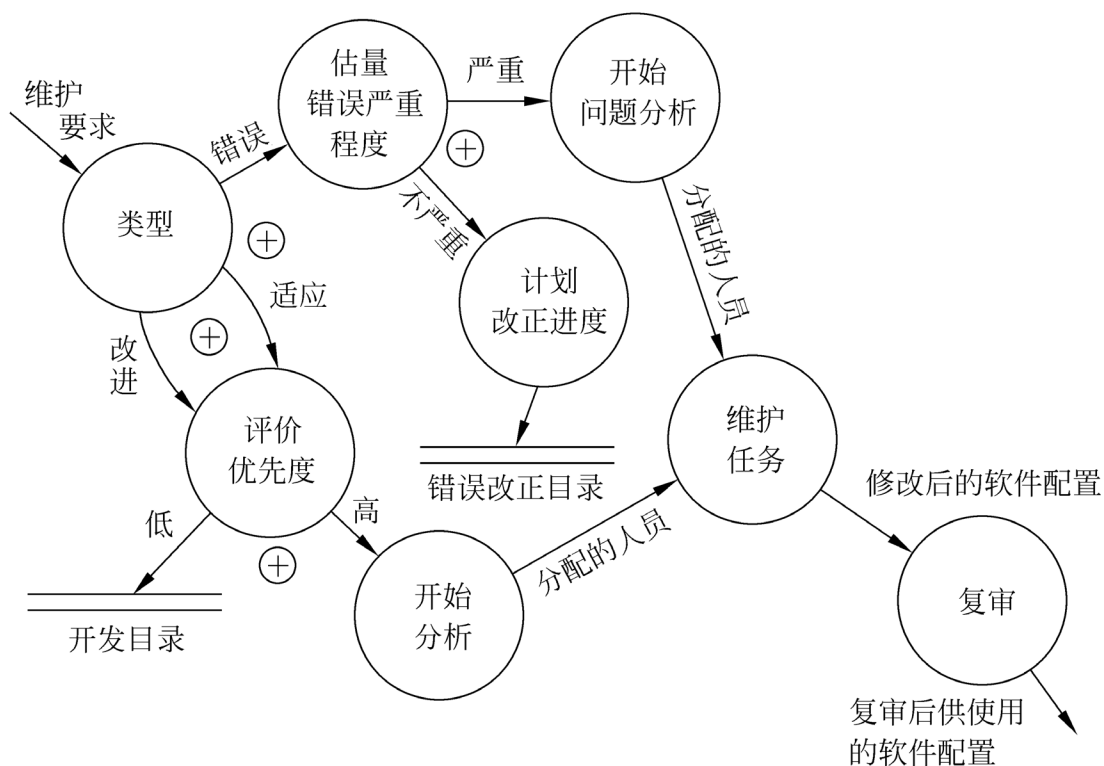 维护
要求
类型
错误
估量
错误严重
程度
严重
开始
问题分析
不严重
计划
改正进度
错误改正目录
分配的人员
适应
改
进
评价
优先度
低
开发目录
高
开始
分析
分配的人员
维护
任务
修改后的软件配置
复审
复审后供使用
的软件配置